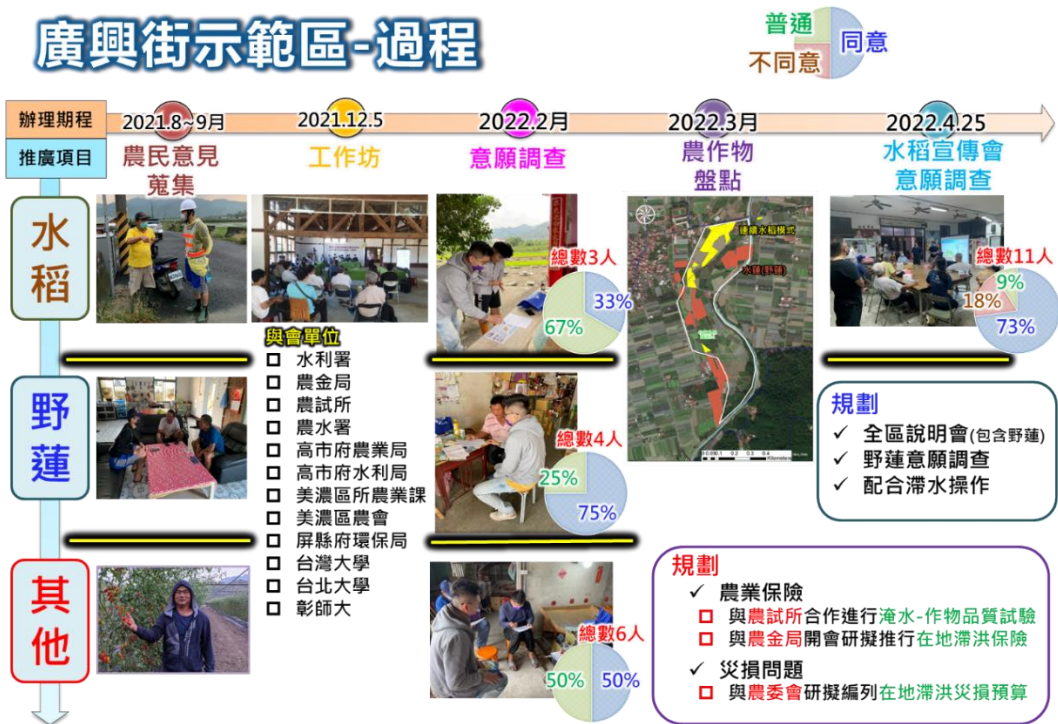 廣興街示範區-過程
普通
同意
不同意
辦理期程
2021.8~9月
2021.12.5
2022.2月
2022.3月
2022.4.25
推廣項目
農民意見
蒐集
工作坊
意願調查
農作物
盤點
水稻宣傳會
意願調查
水稻
總數3人
33%
67%
連續水稻模式
水蓮(野蓮)
總數11人
9%
18%
73%
與會單位
水利署
農金局
農試所
農水署
高市府農業局
高市府水利局
美濃區所農業課
美濃區農會
屏縣府環保局
台灣大學
台北大學
彰師大
野蓮
總數4人
25%
75%
規劃
✓ 全區說明會(包含野蓮)
✓ 野蓮意願調查
✓ 配合滯水操作
其他
總數6人
50%
50%
規劃
✓ 農業保險
與農試所合作進行淹水-作物品質試驗
與農金局開會研擬推行在地滯洪保險
✓ 災損問題
與農委會研擬編列在地滯洪災損預算